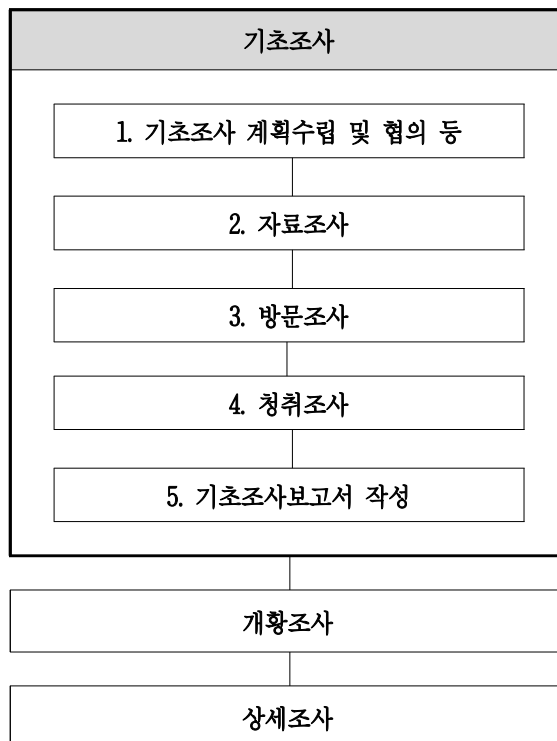 기초조사
1. 기초조사 계획수립 및 협의 등
2. 자료조사
3. 방문조사
4. 청취조사
5. 기초조사보고서 작성
개황조사
상세조사